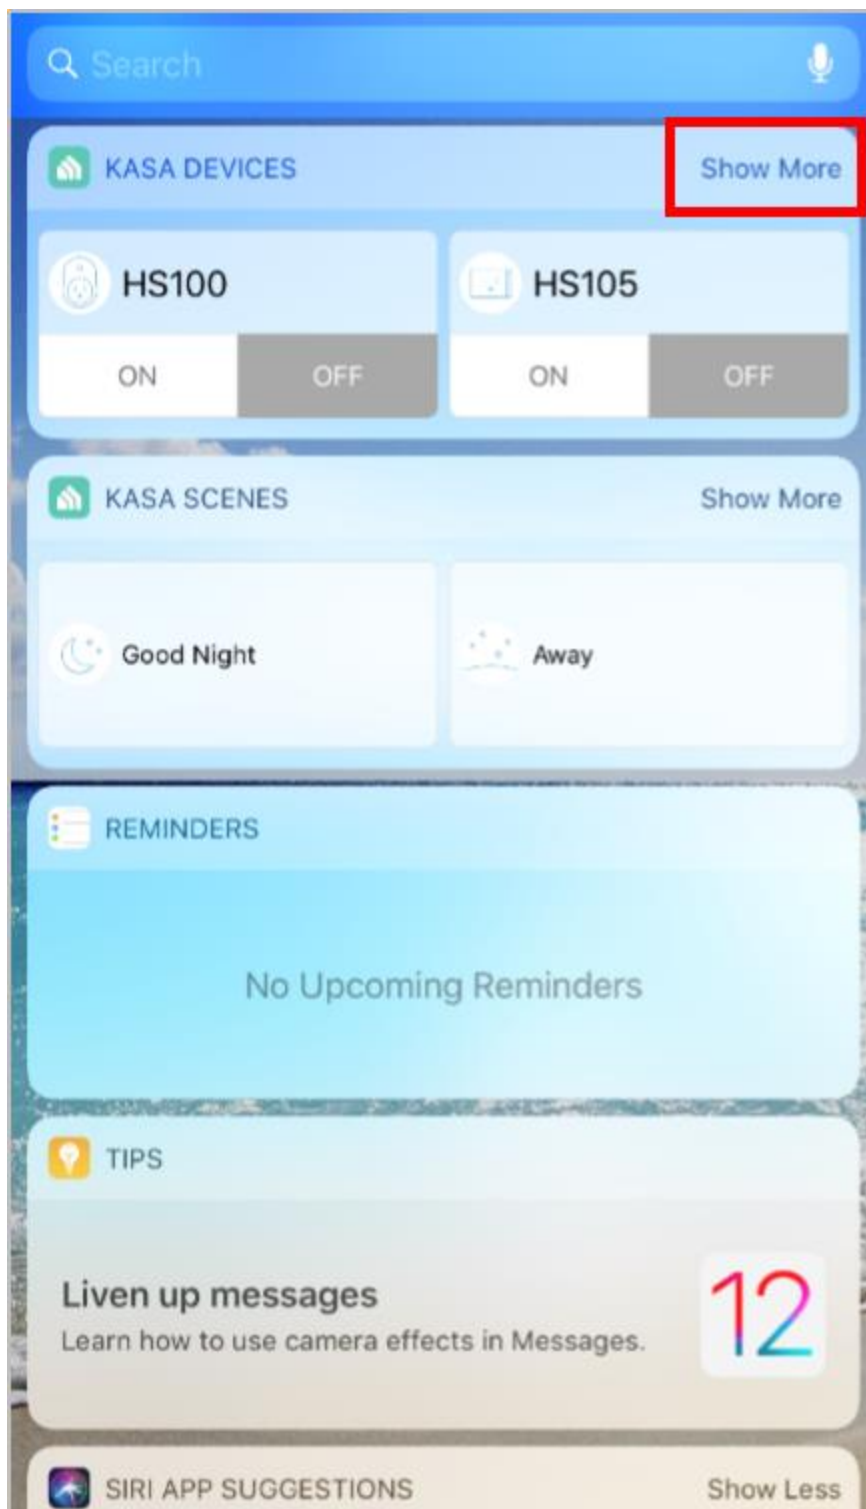 Search
KASA DEVICES Show More
HS100 HS105
ON OFF ON OFF
KASA SCENES Show More
Good Night Away
REMINDERS
No Upcoming Reminders
TIPS
Liven up messages
Learn how to use camera effects in Messages.
12
SIRI APP SUGGESTIONS Show Less